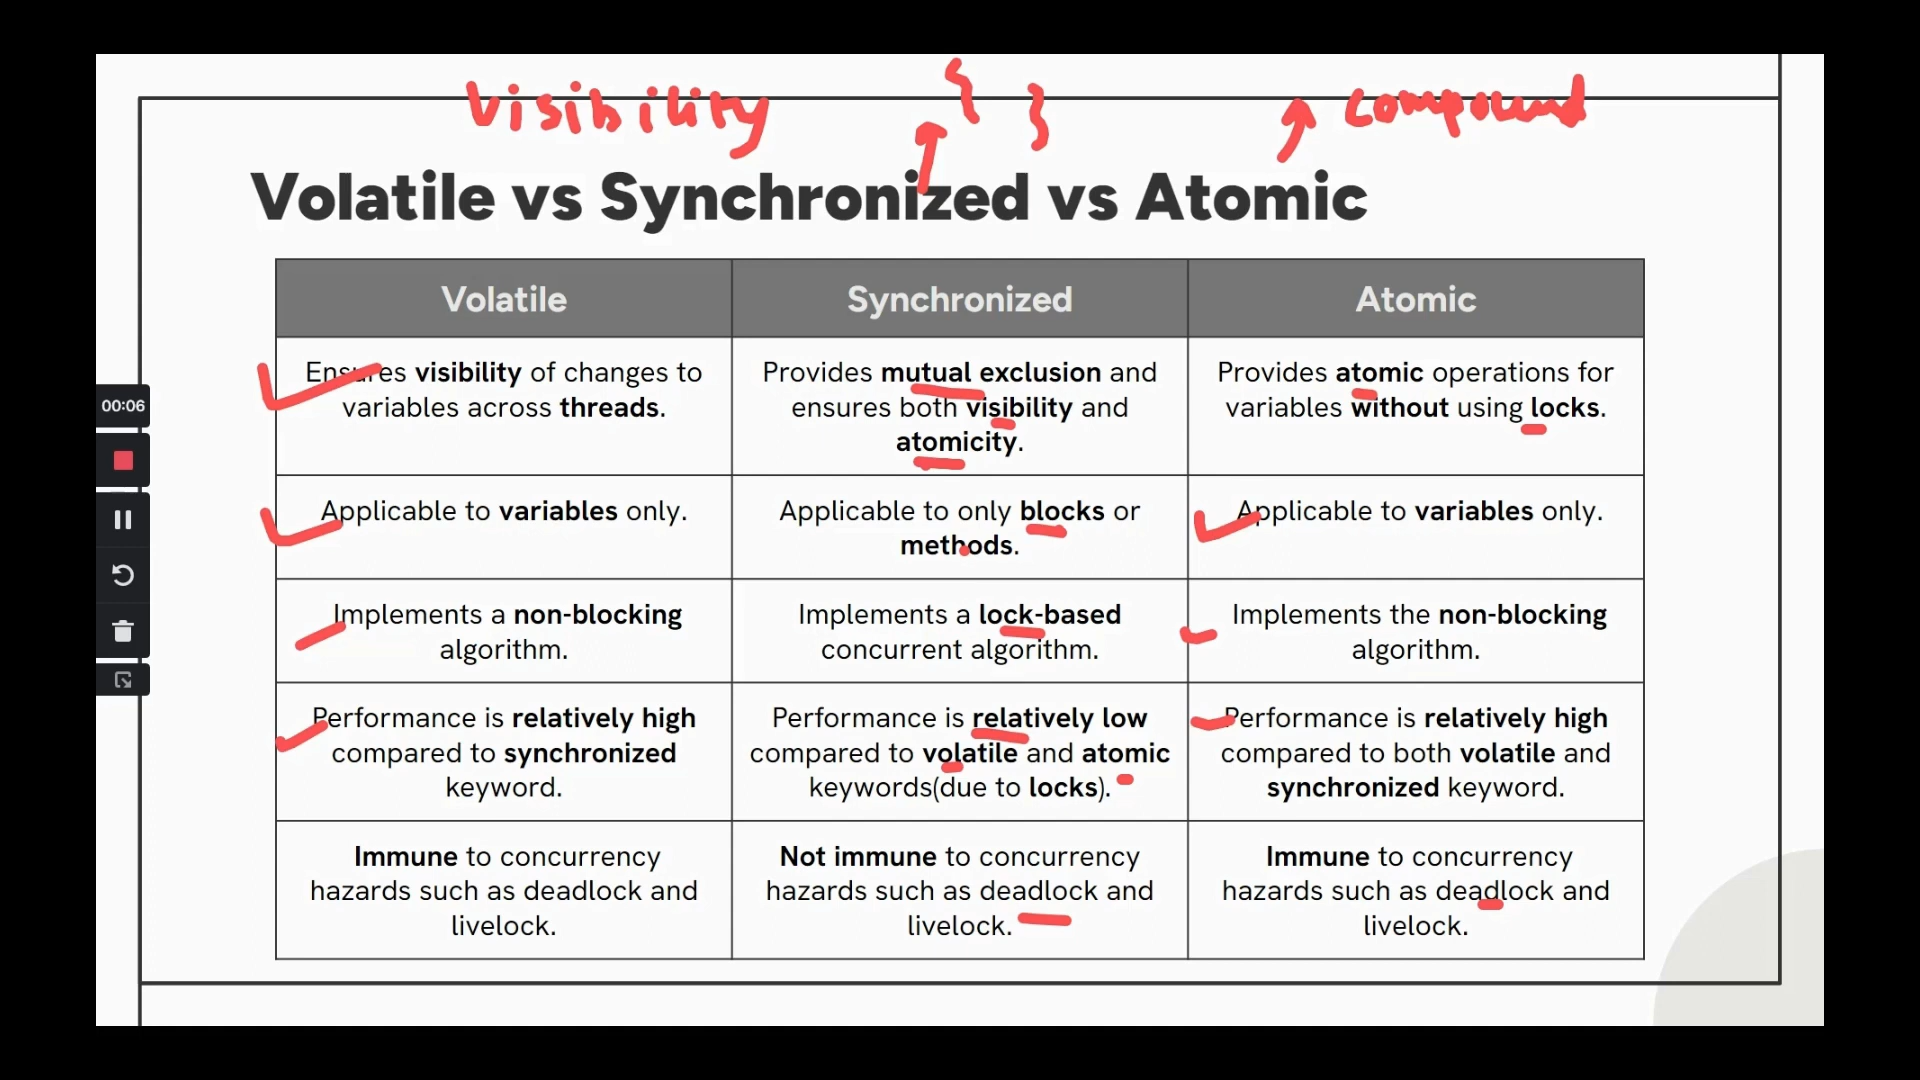 Visibility { } compound
Volatile vs Synchronized vs Atomic
Volatile
Synchronized
Atomic
Ensures visibility of changes to
variables across threads.
Provides mutual exclusion and
ensures both visibility and
atomicity.
Provides atomic operations for
variables without using locks.
00:06
Applicable to variables only.
Applicable to only blocks or
methods.
Applicable to variables only.
Implements a non-blocking
algorithm.
Implements a lock-based
concurrent algorithm.
Implements the non-blocking
algorithm.
Performance is relatively high
compared to synchronized
keyword.
Performance is relatively low
compared to volatile and atomic
keywords(due to locks).
Performance is relatively high
compared to both volatile and
synchronized keyword.
Immune to concurrency
hazards such as deadlock and
livelock.
Not immune to concurrency
hazards such as deadlock and
livelock.
Immune to concurrency
hazards such as deadlock and
livelock.